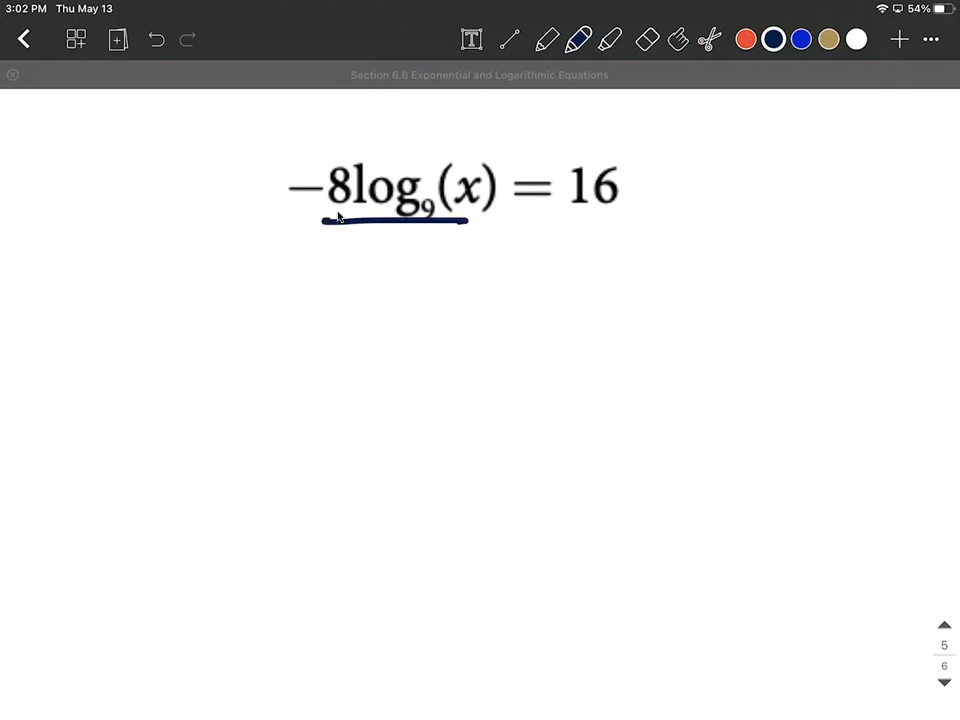 3:02 PM Thu May 13 54%
Section 6.6 Exponential and Logarithmic Equations
−8log₉(x) = 16
5
6